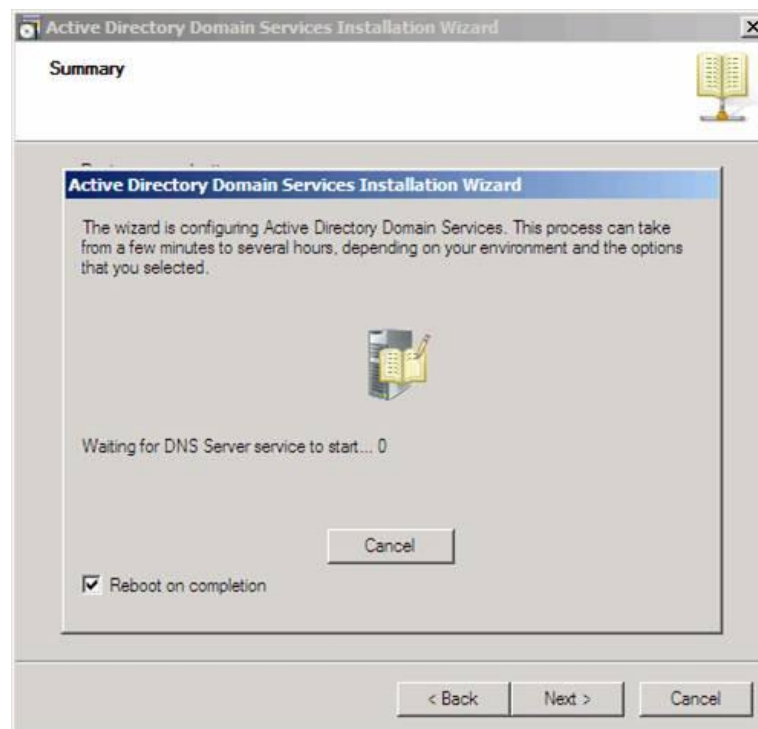 Active Directory Domain Services Installation Wizard
Summary
Active Directory Domain Services Installation Wizard
The wizard is configuring Active Directory Domain Services. This process can take
from a few minutes to several hours, depending on your environment and the options
that you selected.
Waiting for DNS Server service to start... 0
Cancel
Reboot on completion
< Back
Next >
Cancel